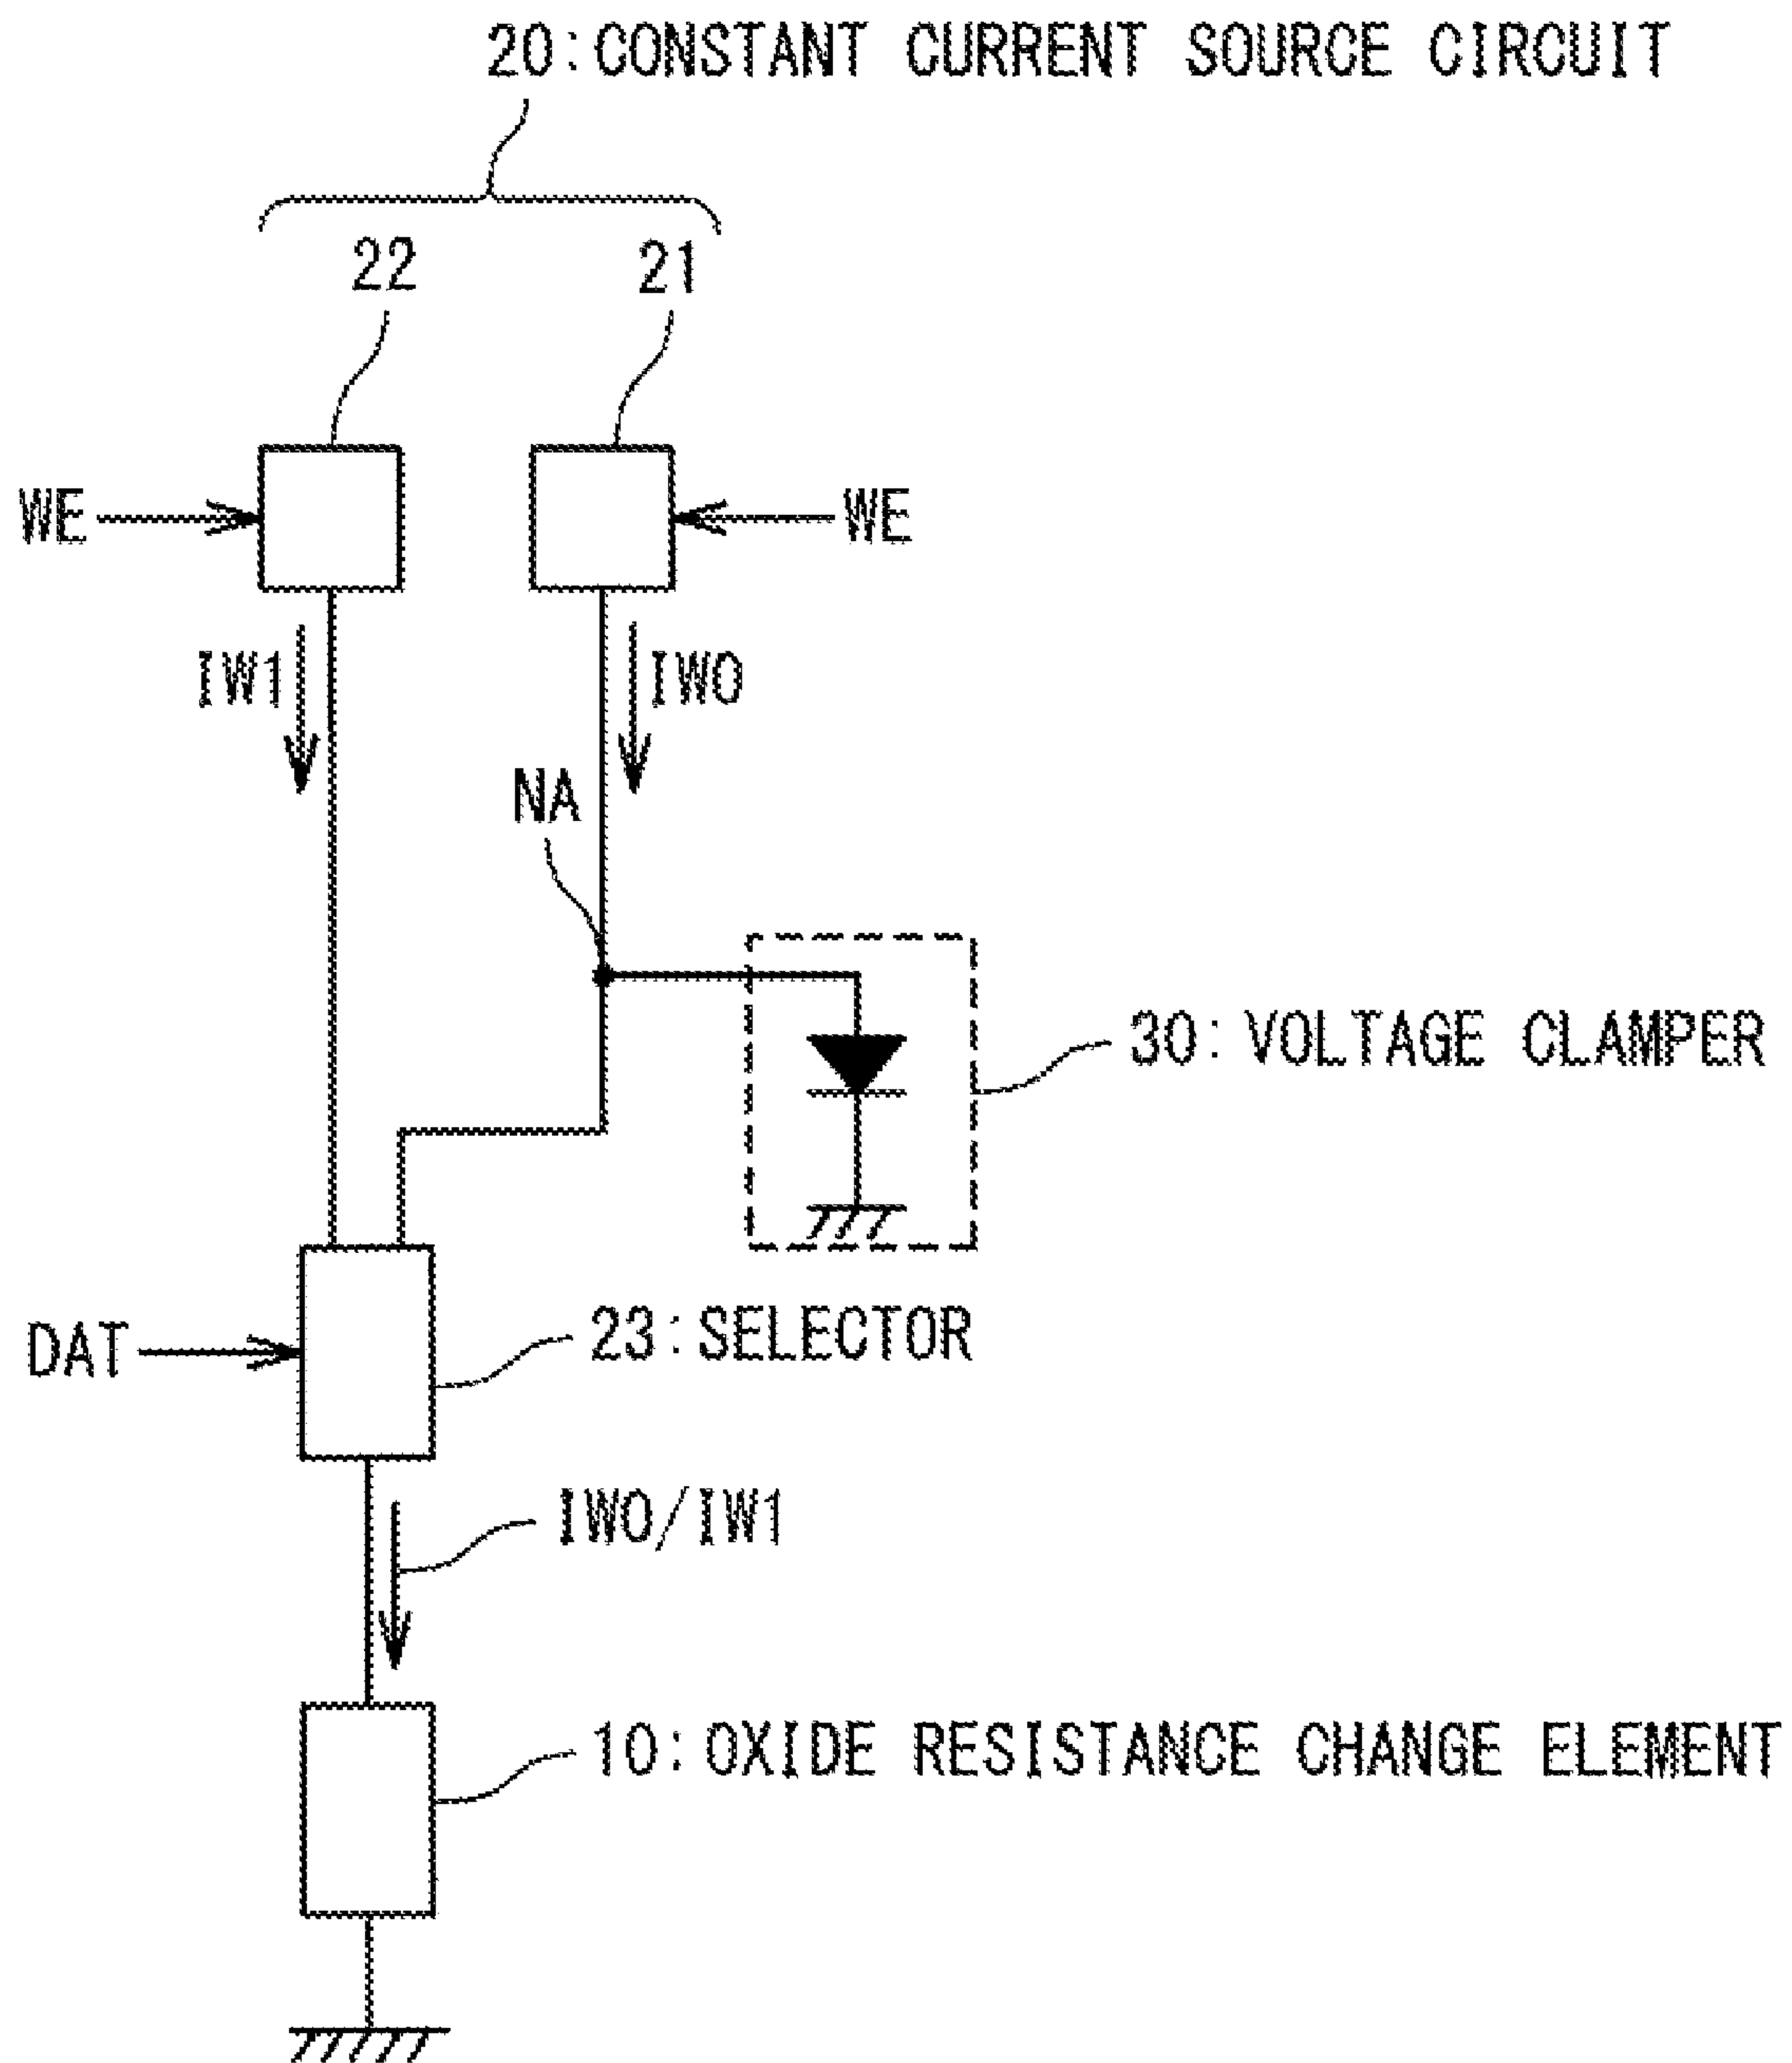 20:CONSTANT CURRENT SOURCE CIRCUIT
22 21
WE WE
IW1 IW0
NA
30:VOLTAGE CLAMPER
DAT 23:SELECTOR
IW0/IW1
10:OXIDE RESISTANCE CHANGE ELEMENT